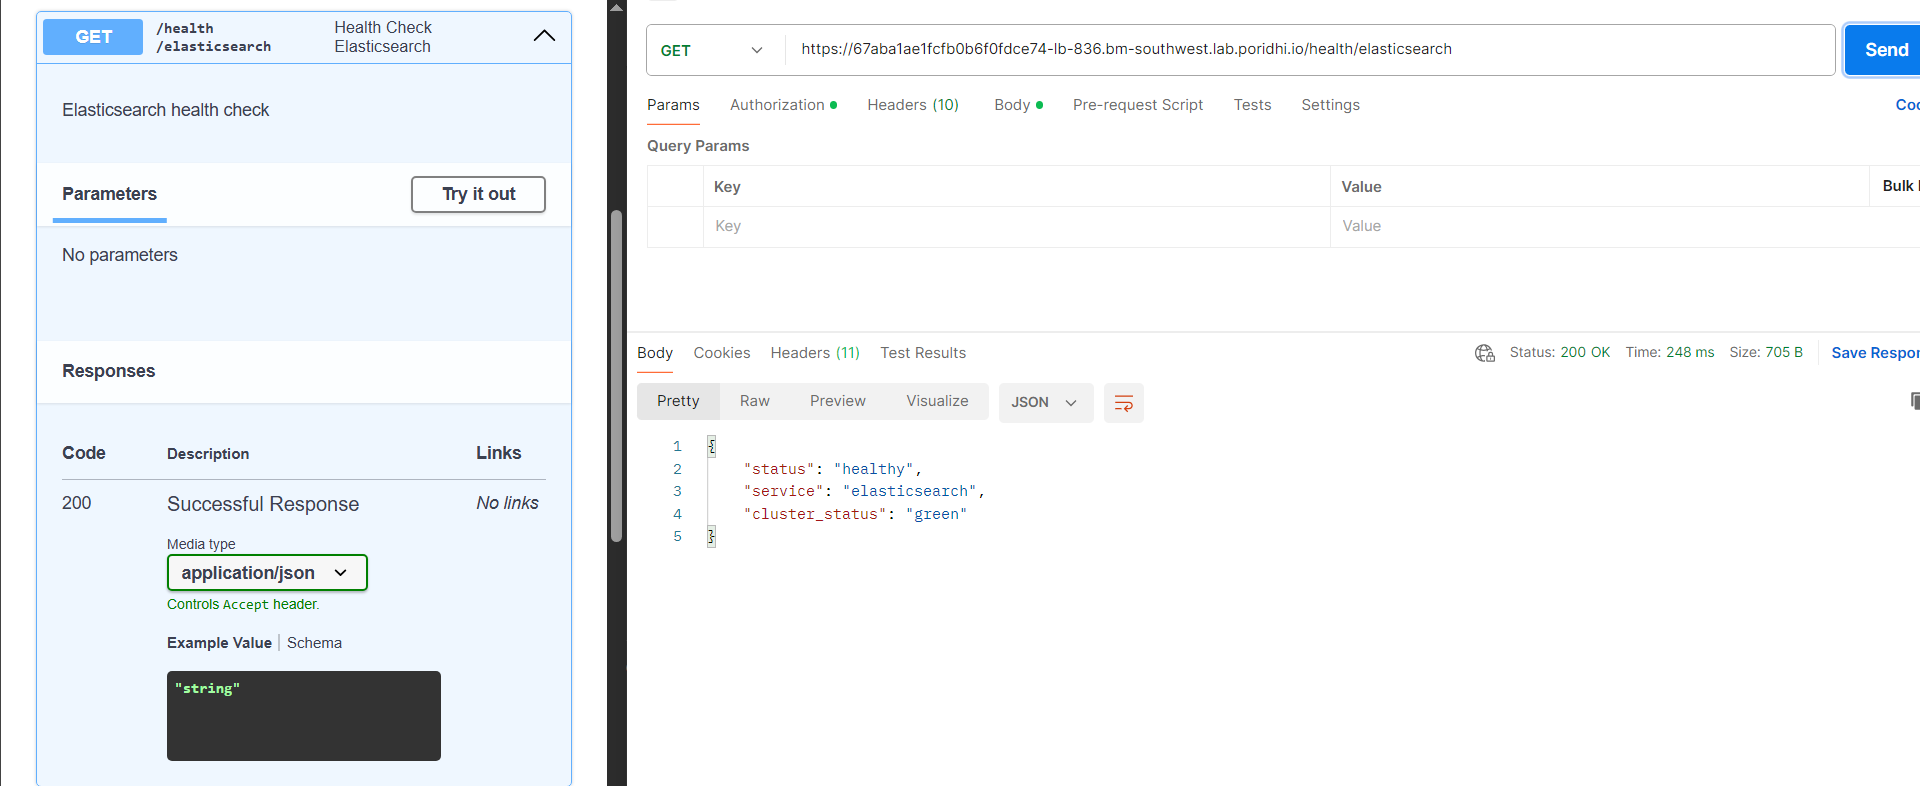 GET
/health
/elasticsearch
Health Check
Elasticsearch
Elasticsearch health check
Parameters
Try it out
No parameters
Responses
Code Description Links
200 Successful Response No links
Media type
application/json
Controls Accept header.
Example Value Schema
"string"
GET https://67aba1ae1fcfb0b6f0fdce74-lb-836.bm-southwest.lab.poridhi.io/health/elasticsearch Send
Params Authorization Headers (10) Body Pre-request Script Tests Settings Coo
Query Params
Key Value Bulk
Key Value
Body Cookies Headers (11) Test Results Status: 200 OK Time: 248 ms Size: 705 B Save Respon
Pretty Raw Preview Visualize JSON
1 {
2 "status": "healthy",
3 "service": "elasticsearch",
4 "cluster_status": "green"
5 }